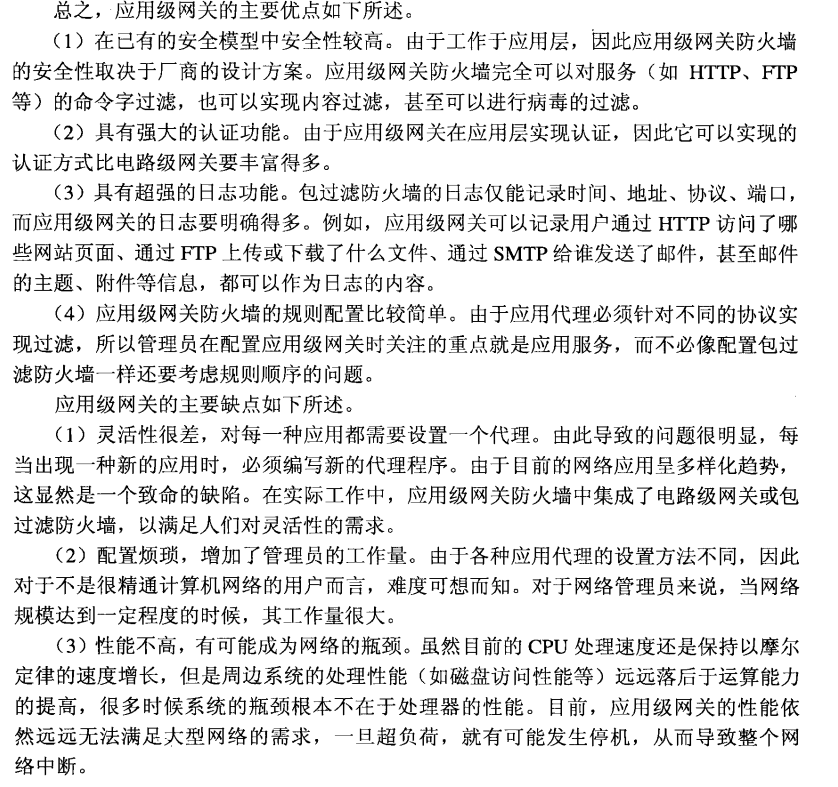 总之，应用级网关的主要优点如下所述。
（1）在已有的安全模型中安全性较高。由于工作于应用层，因此应用级网关防火墙
的安全性取决于厂商的设计方案。应用级网关防火墙完全可以对服务（如 HTTP、FTP
等）的命令字过滤，也可以实现内容过滤，甚至可以进行病毒的过滤。
（2）具有强大的认证功能。由于应用级网关在应用层实现认证，因此它可以实现的
认证方式比电路级网关要丰富得多。
（3）具有超强的日志功能。包过滤防火墙的日志仅能记录时间、地址、协议、端口，
而应用级网关的日志要明确得多。例如，应用级网关可以记录用户通过 HTTP 访问了哪
些网站页面、通过 FTP 上传或下载了什么文件、通过 SMTP 给谁发送了邮件，甚至邮件
的主题、附件等信息，都可以作为日志的内容。
（4）应用级网关防火墙的规则配置比较简单。由于应用代理必须针对不同的协议实
现过滤，所以管理员在配置应用级网关时关注的重点就是应用服务，而不必像配置包过
滤防火墙一样还要考虑规则顺序的问题。
应用级网关的主要缺点如下所述。
（1）灵活性很差，对每一种应用都需要设置一个代理。由此导致的问题很明显，每
当出现一种新的应用时，必须编写新的代理程序。由于目前的网络应用呈多样化趋势，
这显然是一个致命的缺陷。在实际工作中，应用级网关防火墙中集成了电路级网关或包
过滤防火墙，以满足人们对灵活性的需求。
（2）配置烦琐，增加了管理员的工作量。由于各种应用代理的设置方法不同，因此
对于不是很精通计算机网络的用户而言，难度可想而知。对于网络管理员来说，当网络
规模达到一定程度的时候，其工作量很大。
（3）性能不高，有可能成为网络的瓶颈。虽然目前的 CPU 处理速度还是保持以摩尔
定律的速度增长，但是周边系统的处理性能（如磁盘访问性能等）远远落后于运算能力
的提高，很多时候系统的瓶颈根本不在于处理器的性能。目前，应用级网关的性能依
然远远无法满足大型网络的需求，一旦超负荷，就有可能发生停机，从而导致整个网
络中断。